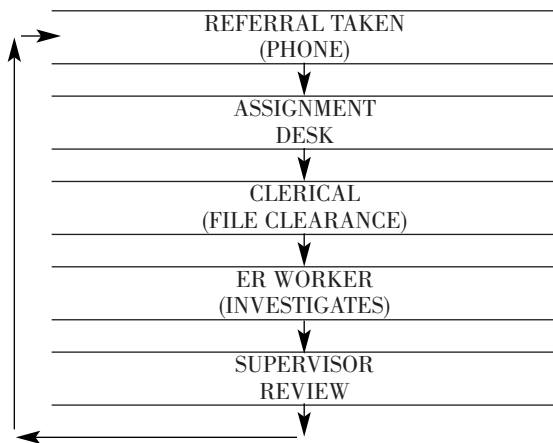 REFERRAL TAKEN
(PHONE)
ASSIGNMENT
DESK
CLERICAL
(FILE CLEARANCE)
ER WORKER
(INVESTIGATES)
SUPERVISOR
REVIEW